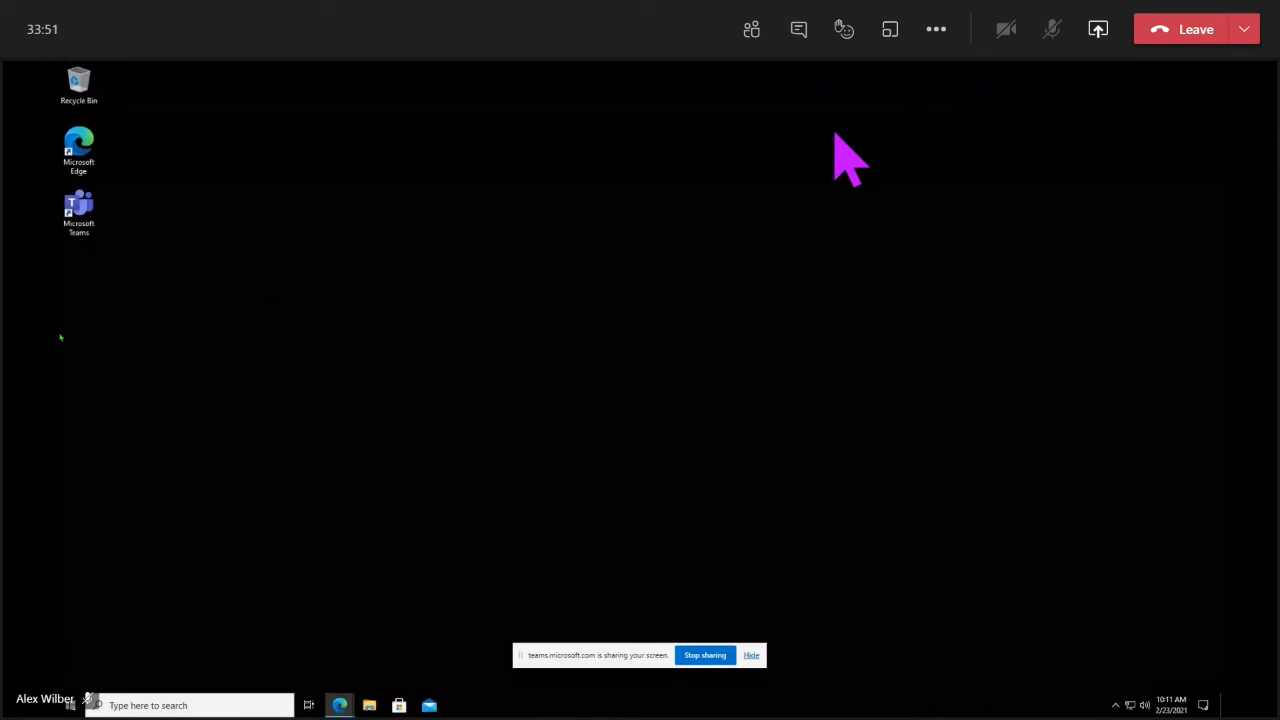 33:51
Leave
Recycle Bin
Microsoft
Edge
Microsoft
Teams
teams.microsoft.com is sharing your screen.
Stop sharing
Hide
Alex Wilber
Type here to search
10:11 AM
2/23/2021